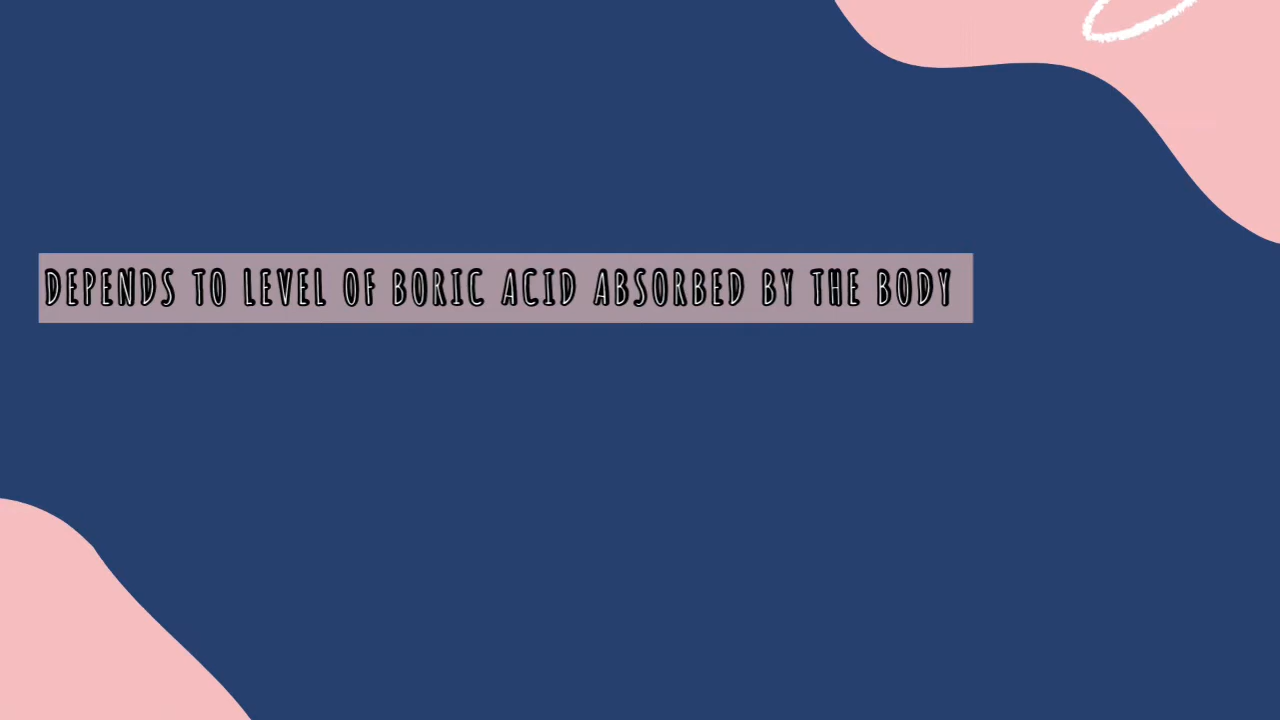 DEPENDS TO LEVEL OF BORIC ACID ABSORBED BY THE BODY